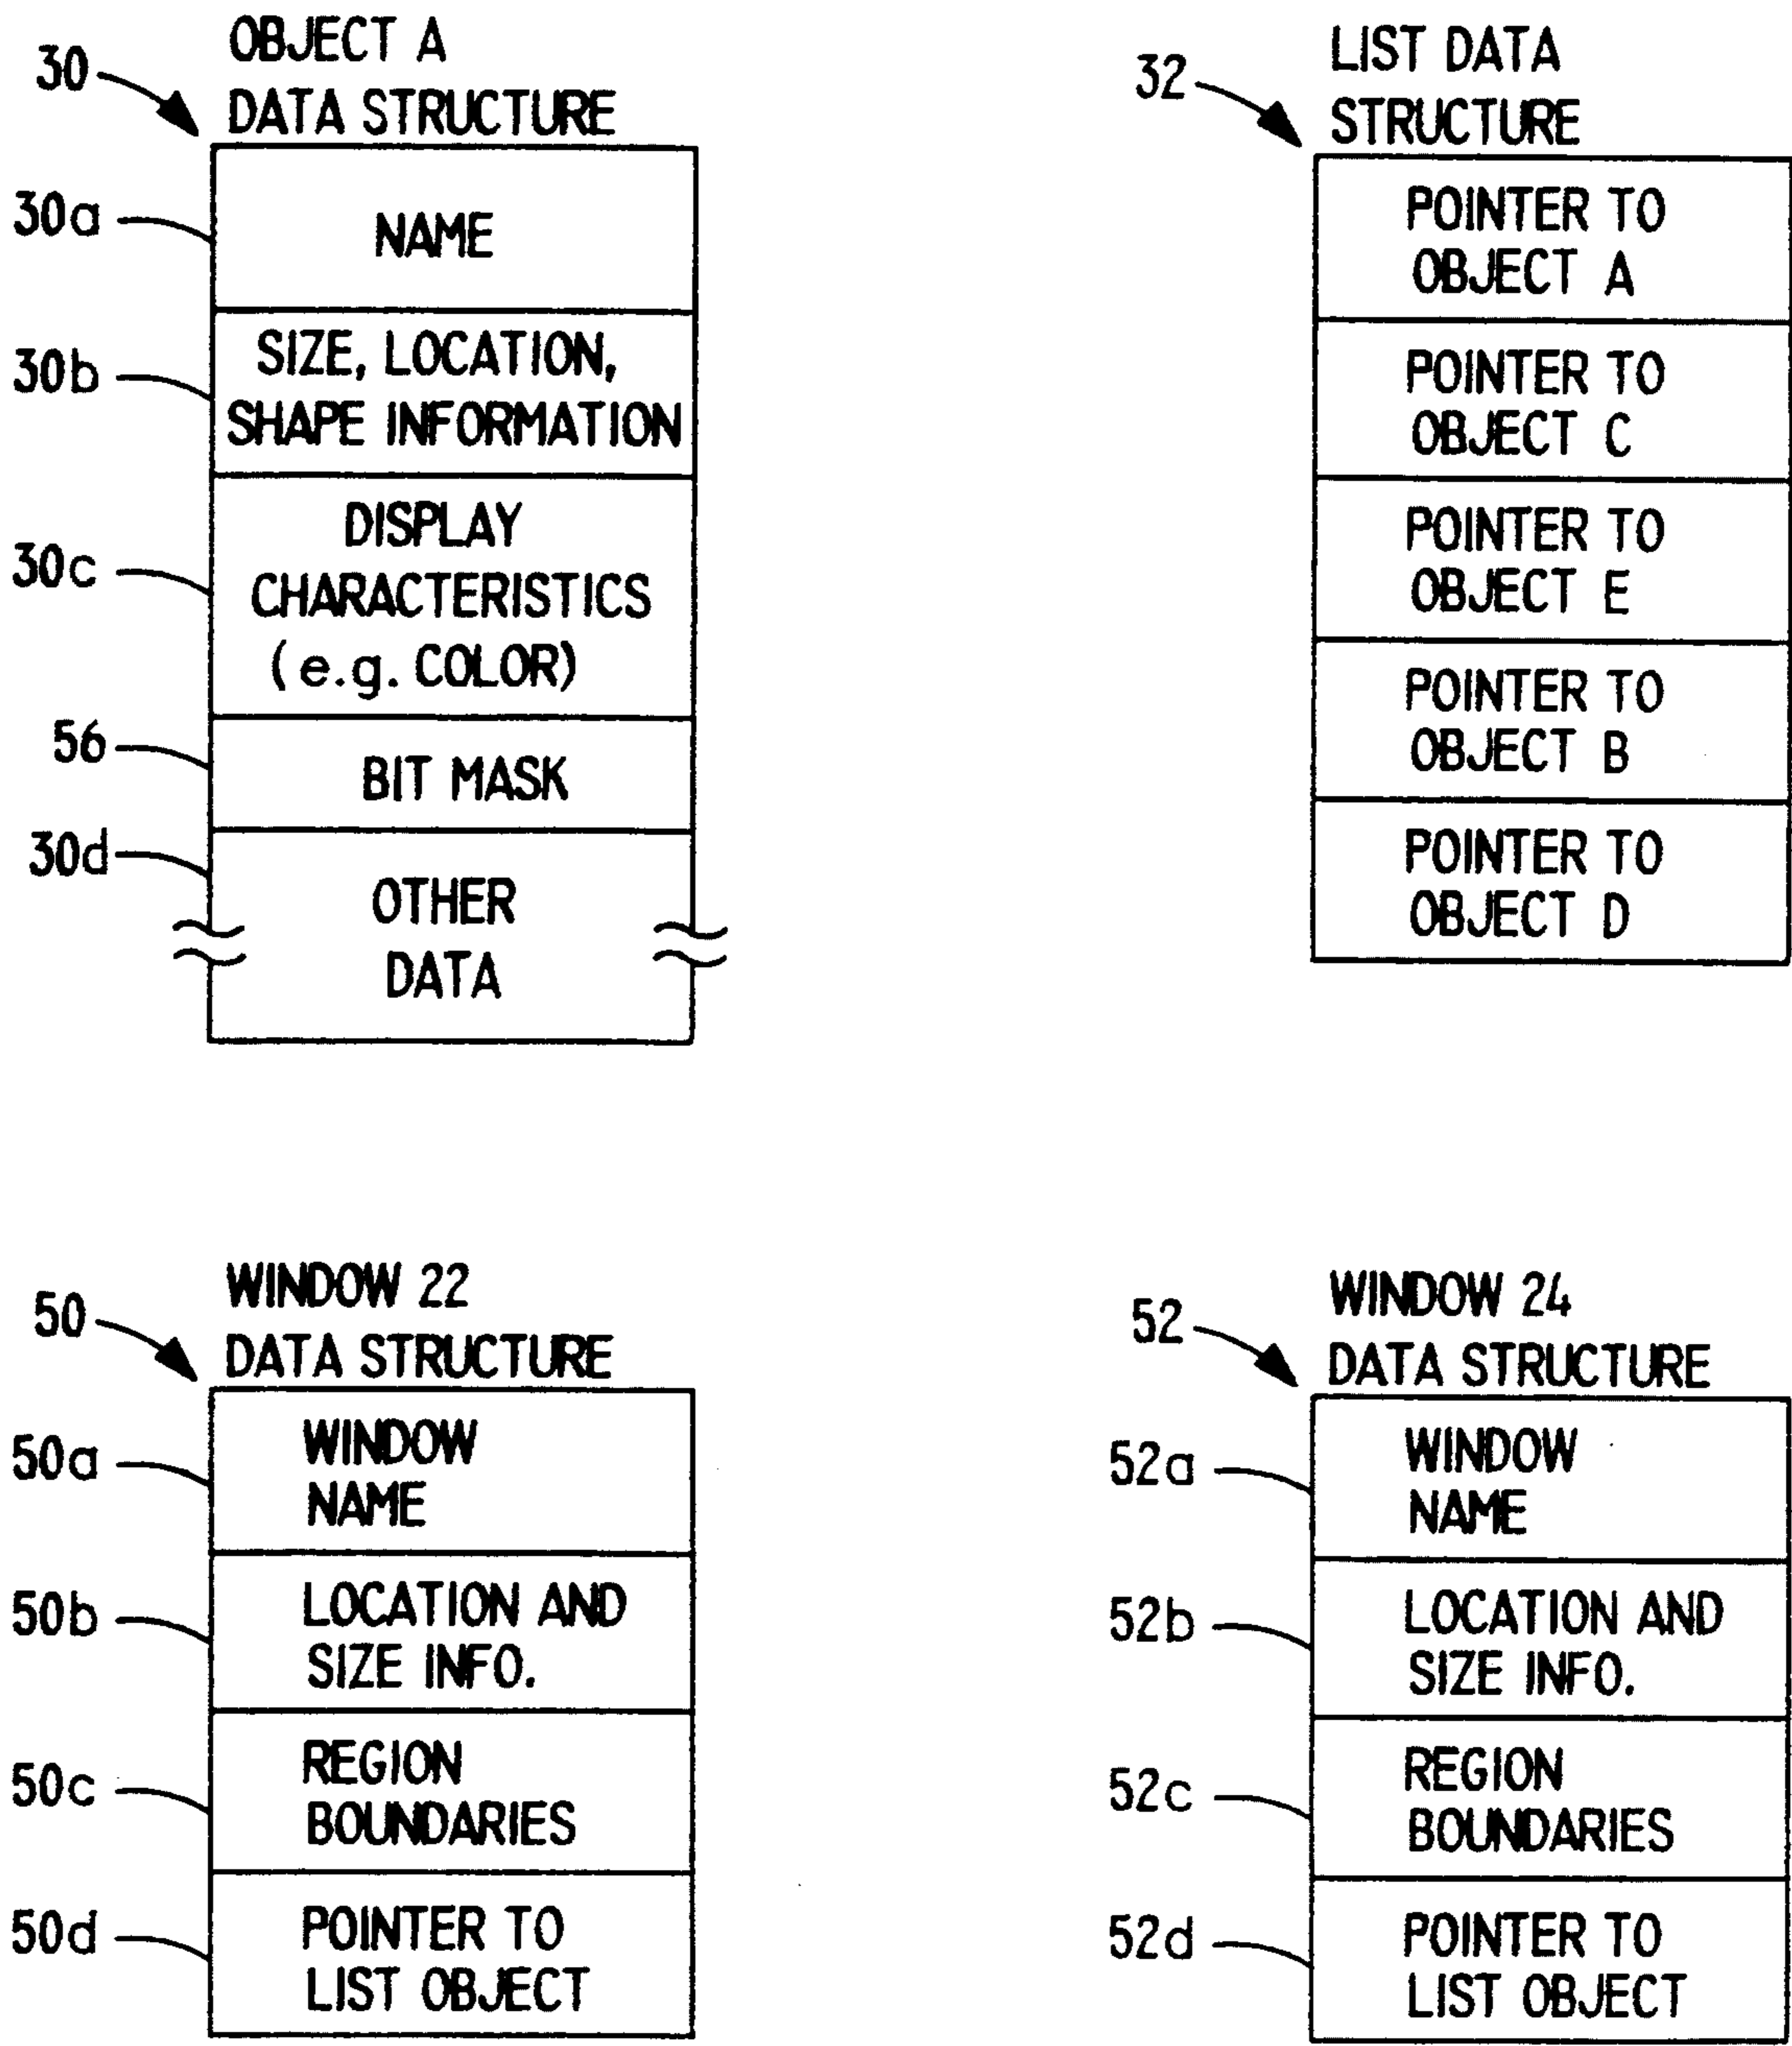 OBJECT A
DATA STRUCTURE
30
30a
NAME
30b
SIZE, LOCATION,
SHAPE INFORMATION
30c
DISPLAY
CHARACTERISTICS
(e.g. COLOR)
56
BIT MASK
30d
OTHER
DATA
LIST DATA
STRUCTURE
32
POINTER TO
OBJECT A
POINTER TO
OBJECT C
POINTER TO
OBJECT E
POINTER TO
OBJECT B
POINTER TO
OBJECT D
WINDOW 22
DATA STRUCTURE
50
50a
WINDOW
NAME
50b
LOCATION AND
SIZE INFO.
50c
REGION
BOUNDARIES
50d
POINTER TO
LIST OBJECT
WINDOW 24
DATA STRUCTURE
52
52a
WINDOW
NAME
52b
LOCATION AND
SIZE INFO.
52c
REGION
BOUNDARIES
52d
POINTER TO
LIST OBJECT